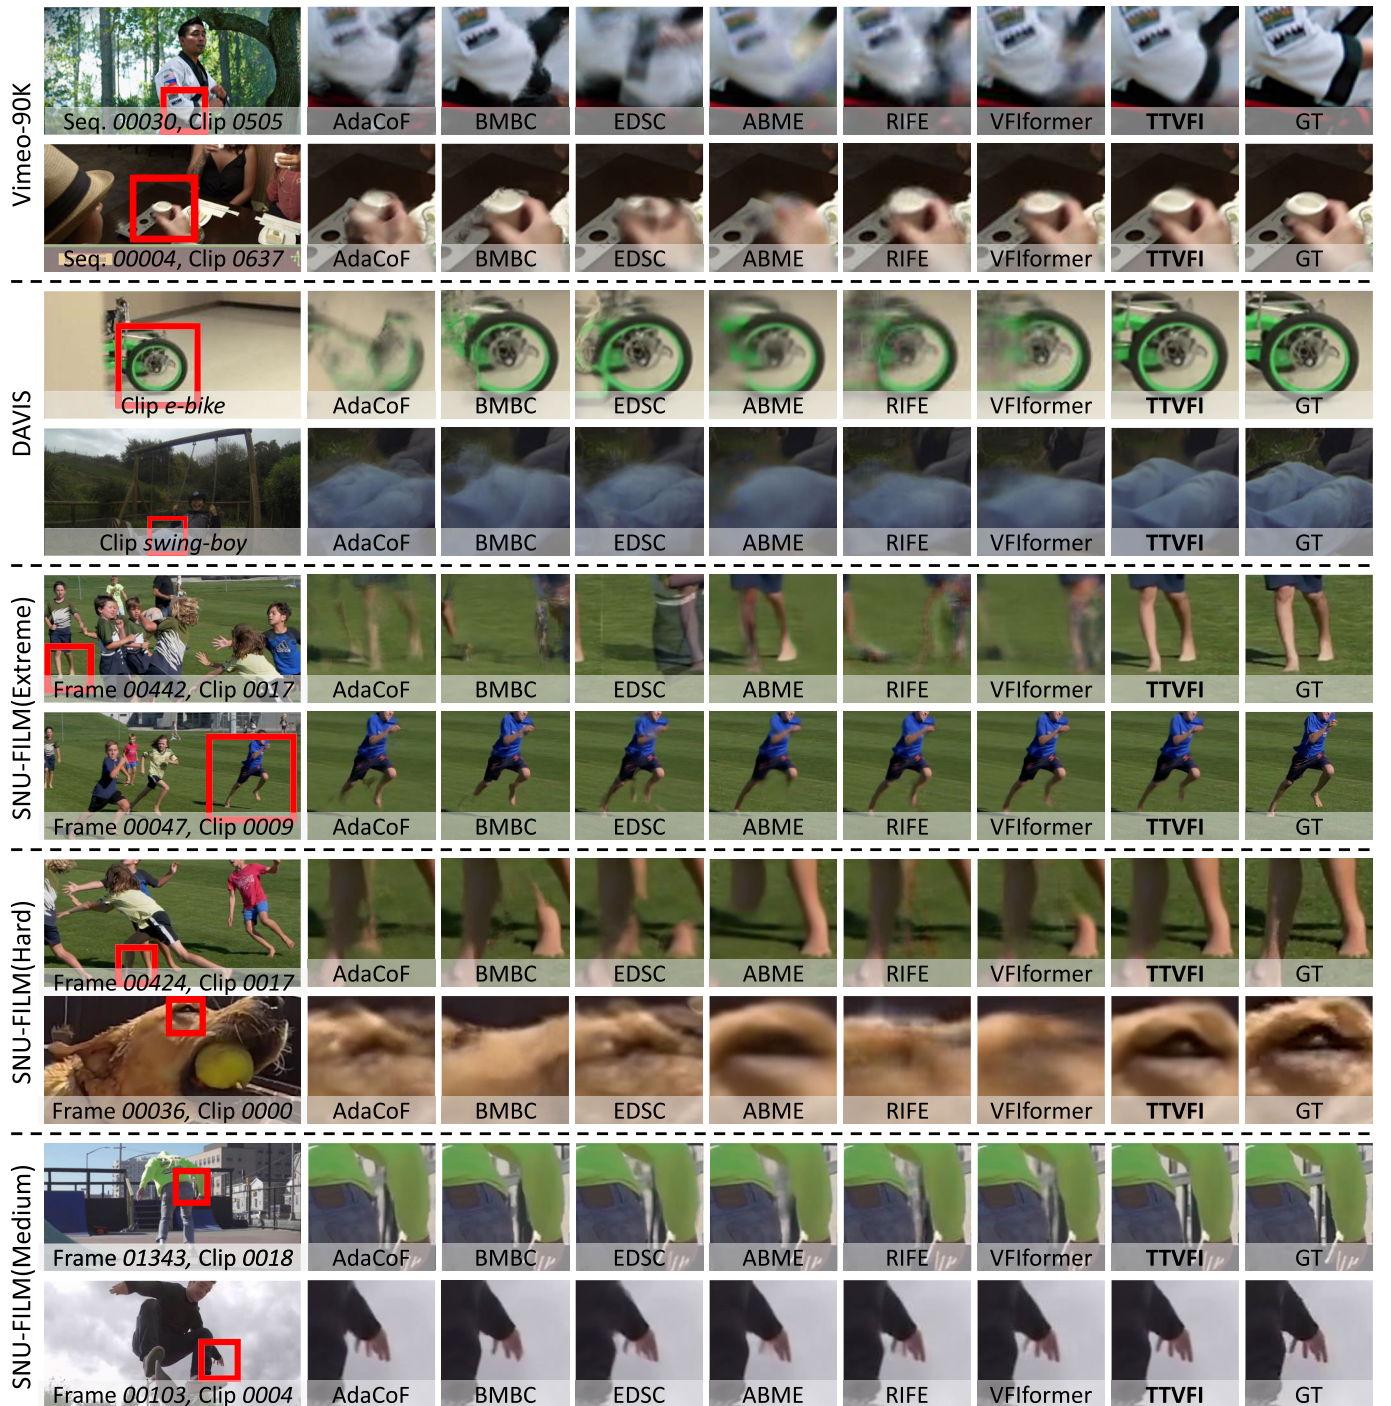 Vimeo-90K
Seq. 00030, Clip 0505 AdaCoF BMBC EDSC ABME RIFE VFIformer TTVFI GT
Seq. 00004, Clip 0637 AdaCoF BMBC EDSC ABME RIFE VFIformer TTVFI GT
DAVIS
Clip e-bike AdaCoF BMBC EDSC ABME RIFE VFIformer TTVFI GT
Clip swing-boy AdaCoF BMBC EDSC ABME RIFE VFIformer TTVFI GT
SNU-FILM(Extreme)
Frame 00442, Clip 0017 AdaCoF BMBC EDSC ABME RIFE VFIformer TTVFI GT
Frame 00047, Clip 0009 AdaCoF BMBC EDSC ABME RIFE VFIformer TTVFI GT
SNU-FILM(Hard)
Frame 00424, Clip 0017 AdaCoF BMBC EDSC ABME RIFE VFIformer TTVFI GT
Frame 00036, Clip 0000 AdaCoF BMBC EDSC ABME RIFE VFIformer TTVFI GT
SNU-FILM(Medium)
Frame 01343, Clip 0018 AdaCoF BMBC EDSC ABME RIFE VFIformer TTVFI GT
Frame 00103, Clip 0004 AdaCoF BMBC EDSC ABME RIFE VFIformer TTVFI GT